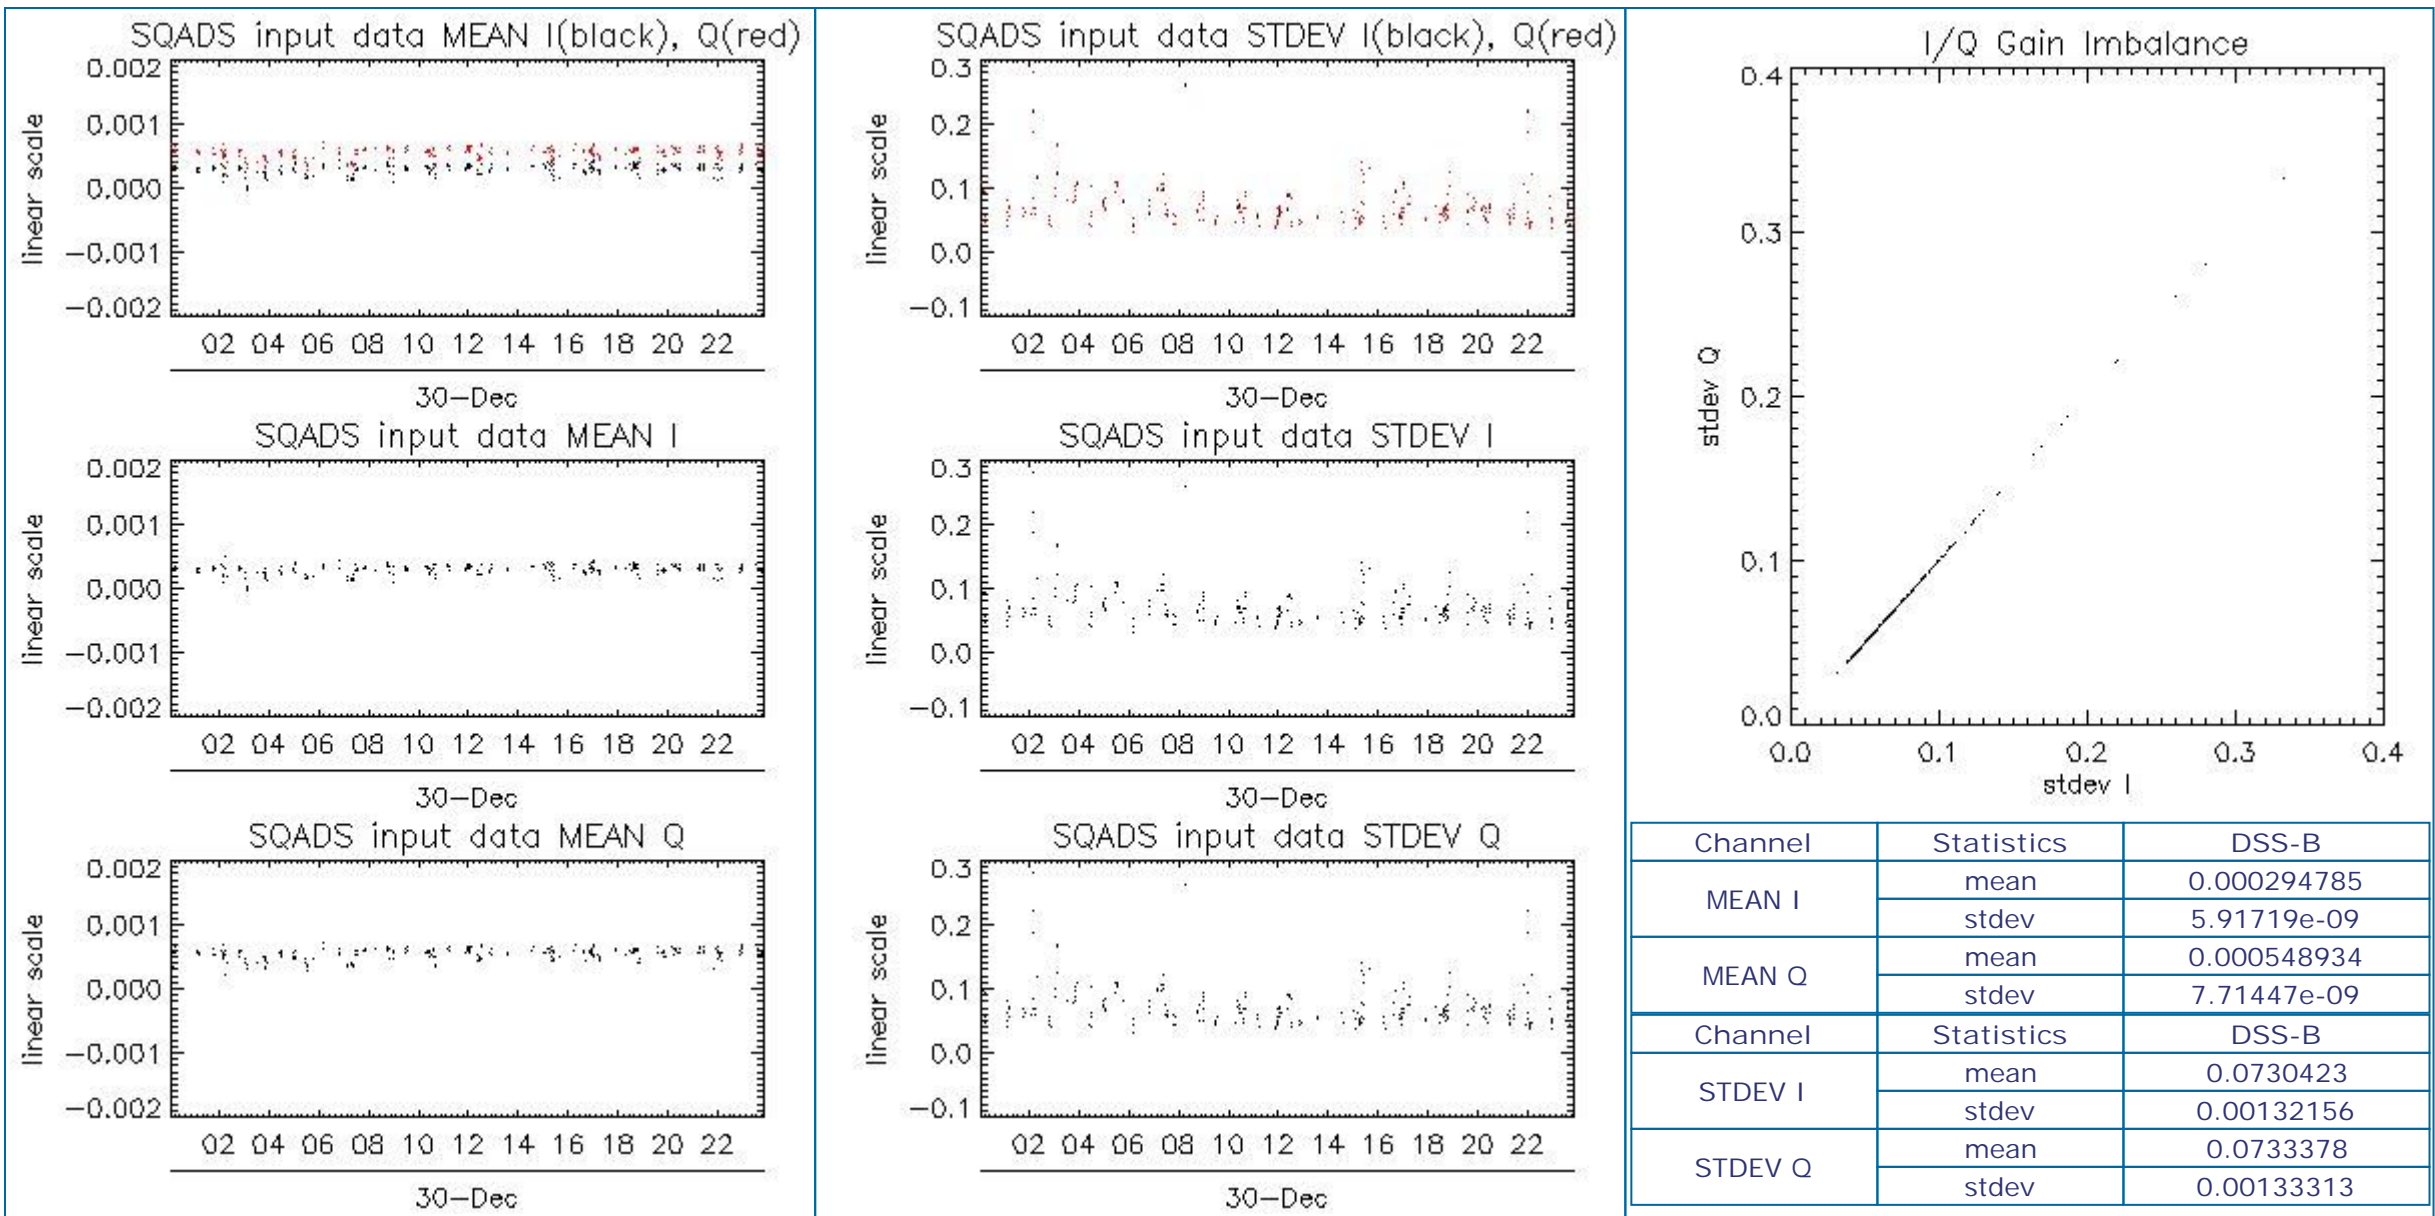 SQADS input data MEAN I(black), Q(red)
0.002
0.001
0.000
−0.001
−0.002
linear scale
02 04 06 08 10 12 14 16 18 20 22
30−Dec
SQADS input data MEAN I
0.002
0.001
0.000
−0.001
−0.002
linear scale
02 04 06 08 10 12 14 16 18 20 22
30−Dec
SQADS input data MEAN Q
0.002
0.001
0.000
−0.001
−0.002
linear scale
02 04 06 08 10 12 14 16 18 20 22
30−Dec
SQADS input data STDEV I(black), Q(red)
0.3
0.2
0.1
0.0
−0.1
linear scale
02 04 06 08 10 12 14 16 18 20 22
30−Dec
SQADS input data STDEV I
0.3
0.2
0.1
0.0
−0.1
linear scale
02 04 06 08 10 12 14 16 18 20 22
30−Dec
SQADS input data STDEV Q
0.3
0.2
0.1
0.0
−0.1
linear scale
02 04 06 08 10 12 14 16 18 20 22
30−Dec
I/Q Gain Imbalance
0.4
0.3
0.2
0.1
0.0
stdev Q
0.0 0.1 0.2 0.3 0.4
stdev I
Channel Statistics DSS-B
MEAN I mean 0.000294785
stdev 5.91719e-09
MEAN Q mean 0.000548934
stdev 7.71447e-09
Channel Statistics DSS-B
STDEV I mean 0.0730423
stdev 0.00132156
STDEV Q mean 0.0733378
stdev 0.00133313